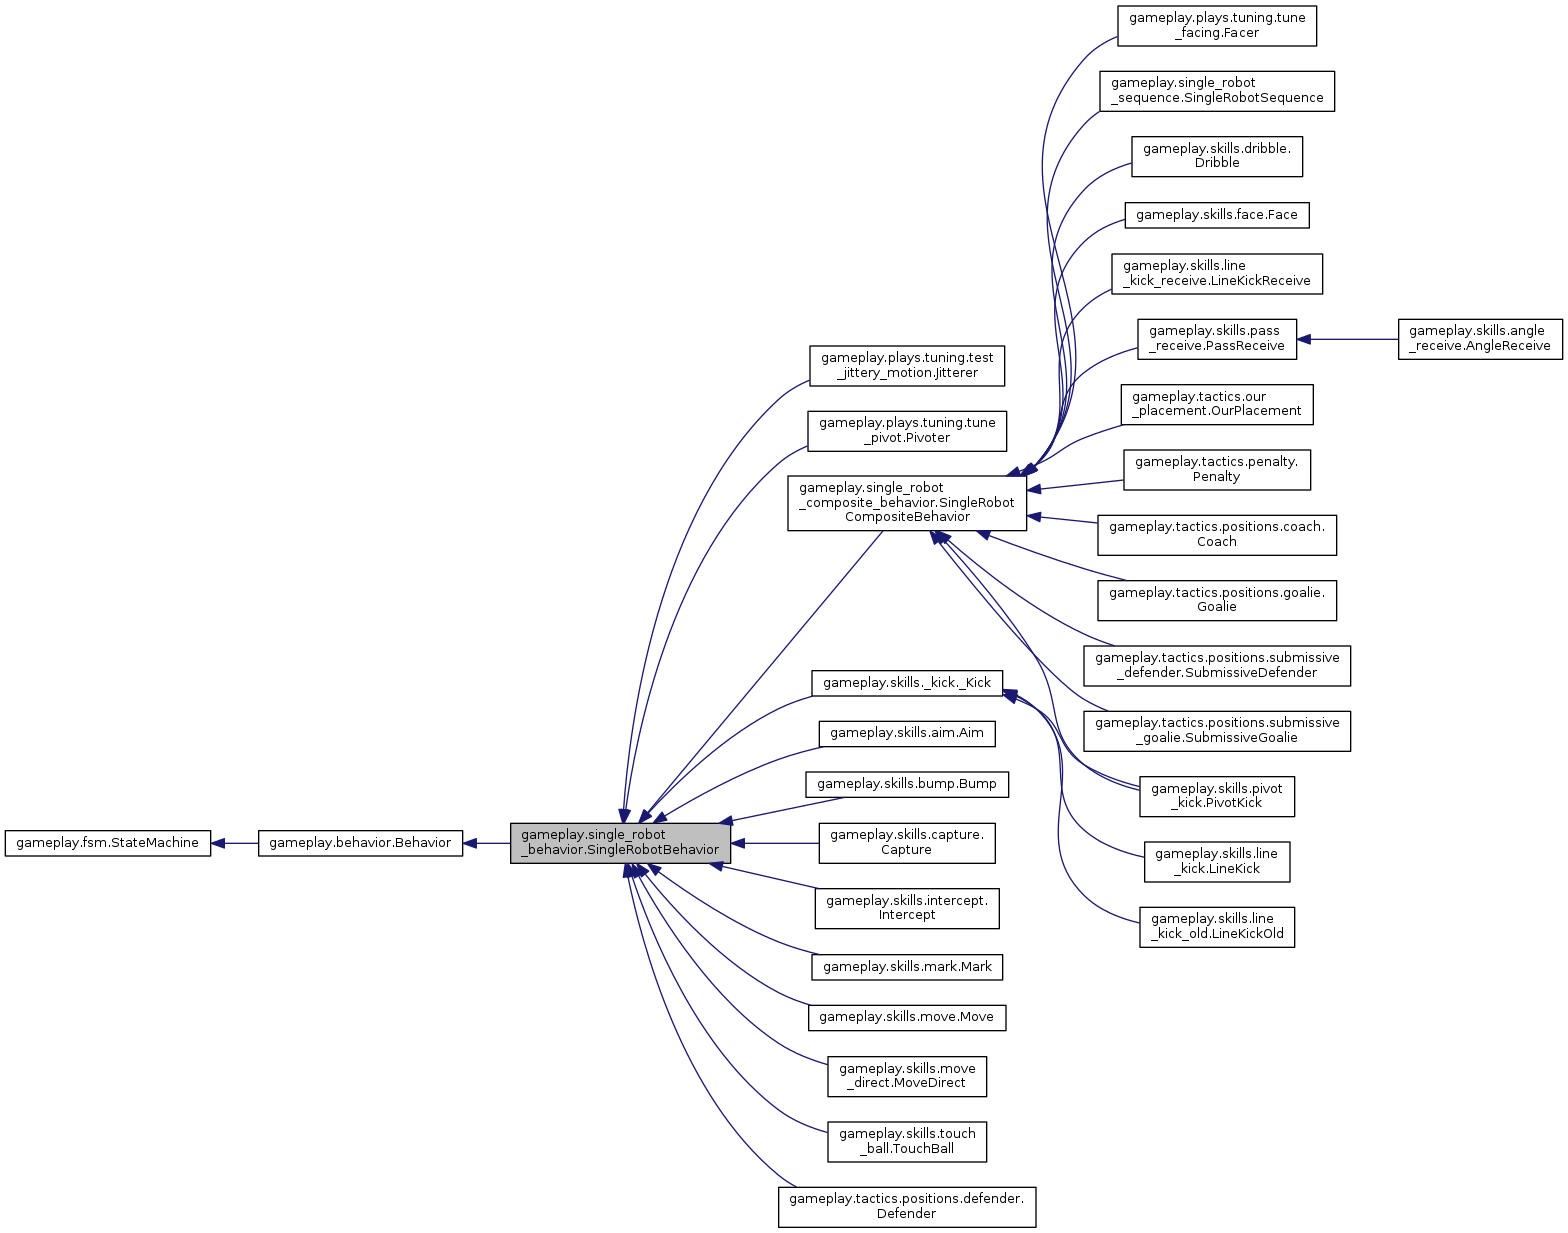 gameplay.fsm.StateMachine
gameplay.behavior.Behavior
gameplay.single_robot
_behavior.SingleRobotBehavior
gameplay.plays.tuning.test
_jittery_motion.Jitterer
gameplay.plays.tuning.tune
_pivot.Pivoter
gameplay.single_robot
_composite_behavior.SingleRobot
CompositeBehavior
gameplay.skills._kick._Kick
gameplay.skills.aim.Aim
gameplay.skills.bump.Bump
gameplay.skills.capture.
Capture
gameplay.skills.intercept.
Intercept
gameplay.skills.mark.Mark
gameplay.skills.move.Move
gameplay.skills.move
_direct.MoveDirect
gameplay.skills.touch
_ball.TouchBall
gameplay.tactics.positions.defender.
Defender
gameplay.plays.tuning.tune
_facing.Facer
gameplay.single_robot
_sequence.SingleRobotSequence
gameplay.skills.dribble.
Dribble
gameplay.skills.face.Face
gameplay.skills.line
_kick_receive.LineKickReceive
gameplay.skills.pass
_receive.PassReceive
gameplay.tactics.our
_placement.OurPlacement
gameplay.tactics.penalty.
Penalty
gameplay.tactics.positions.coach.
Coach
gameplay.tactics.positions.goalie.
Goalie
gameplay.tactics.positions.submissive
_defender.SubmissiveDefender
gameplay.tactics.positions.submissive
_goalie.SubmissiveGoalie
gameplay.skills.pivot
_kick.PivotKick
gameplay.skills.line
_kick.LineKick
gameplay.skills.line
_kick_old.LineKickOld
gameplay.skills.angle
_receive.AngleReceive